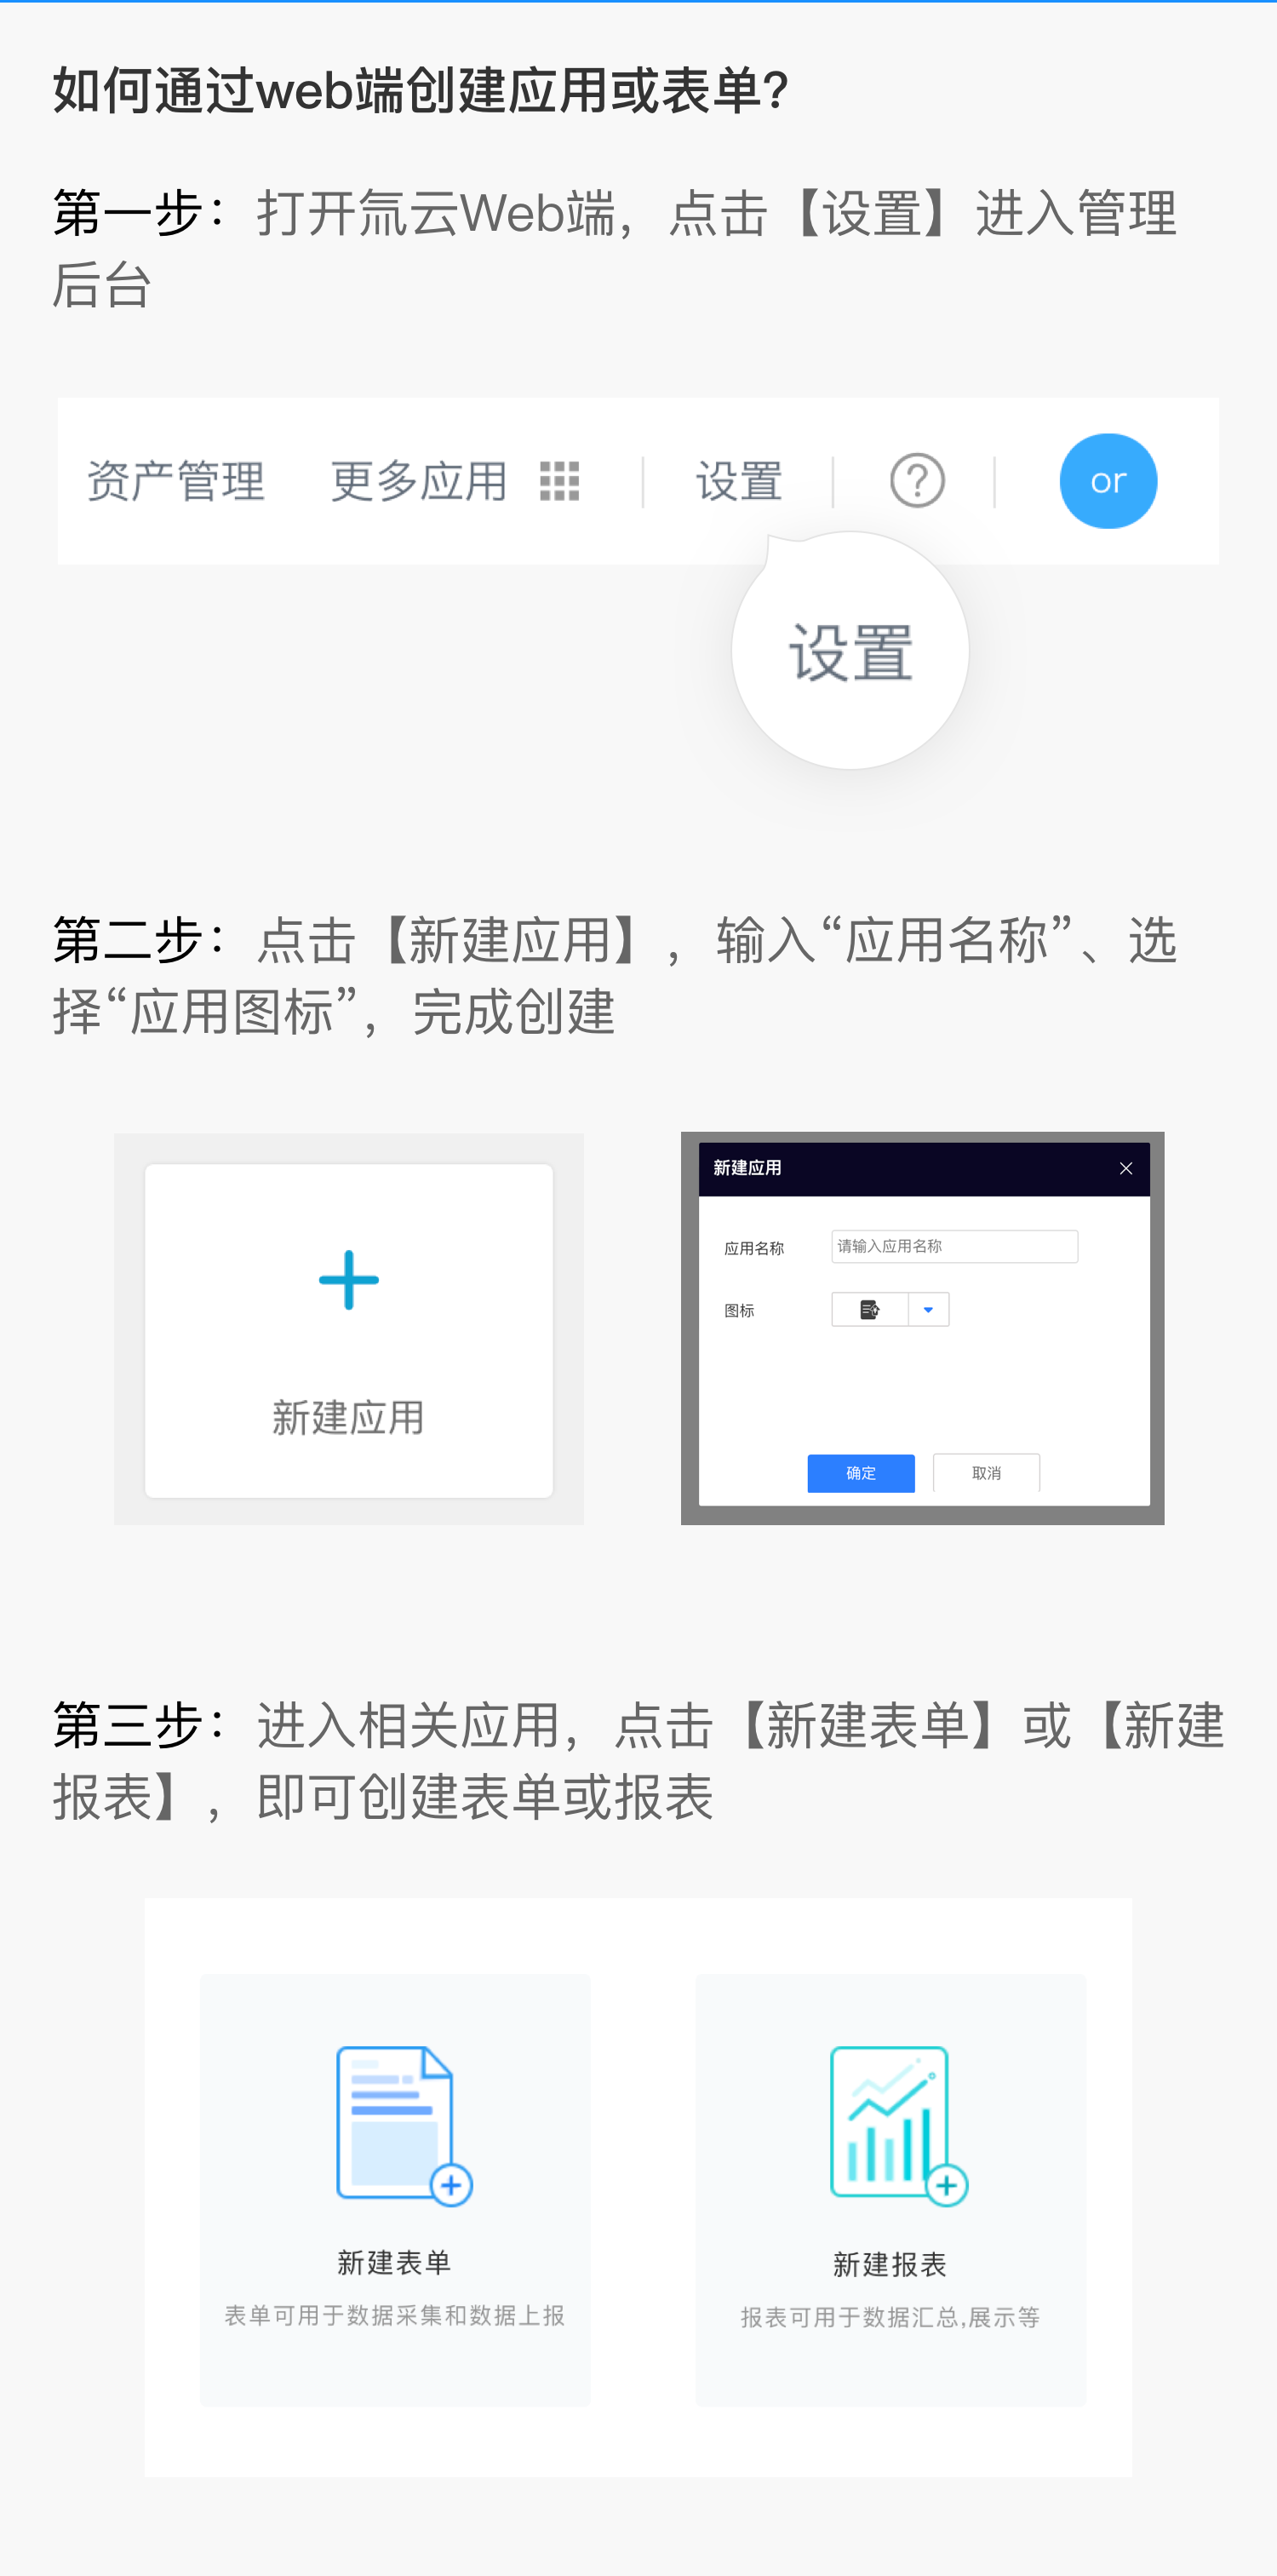 如何通过web端创建应用或表单?
第一步：打开氚云Web端，点击【设置】进入管理
后台
资产管理 更多应用 设置 ? or
设置
第二步：点击【新建应用】，输入“应用名称”、选
择“应用图标”，完成创建
新建应用
新建应用
应用名称 请输入应用名称
图标
确定 取消
第三步：进入相关应用，点击【新建表单】或【新建
报表】，即可创建表单或报表
新建表单
表单可用于数据采集和数据上报
新建报表
报表可用于数据汇总,展示等